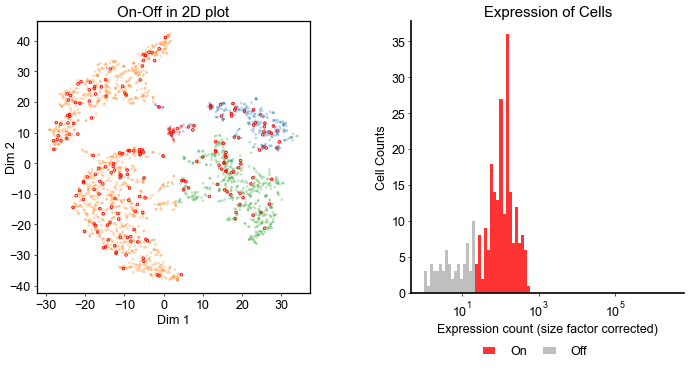 On-Off in 2D plot
40
30
20
10
0
−10
−20
−30
−40
Dim 2
−30 −20 −10 0 10 20 30
Dim 1
Expression of Cells
35
30
25
20
15
10
5
0
Cell Counts
10^1 10^3 10^5
Expression count (size factor corrected)
On Off